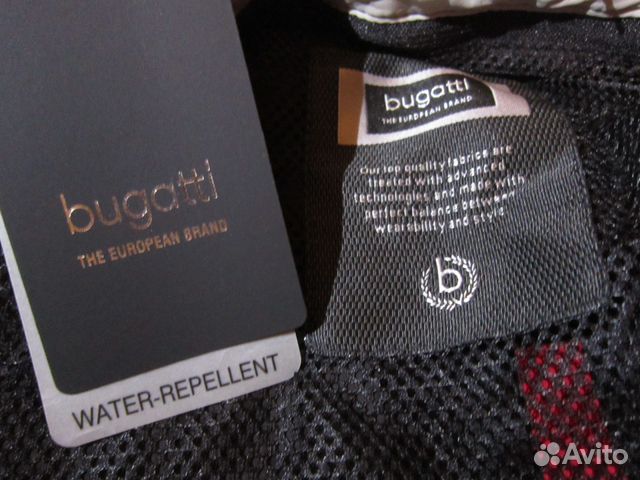 bugatti
THE EUROPEAN BRAND
WATER-REPELLENT
bugatti
THE EUROPEAN BRAND
Our top quality fabrics are
treated with advanced
technologies, and made with
perfect balance between
wearability and style
b
Avito